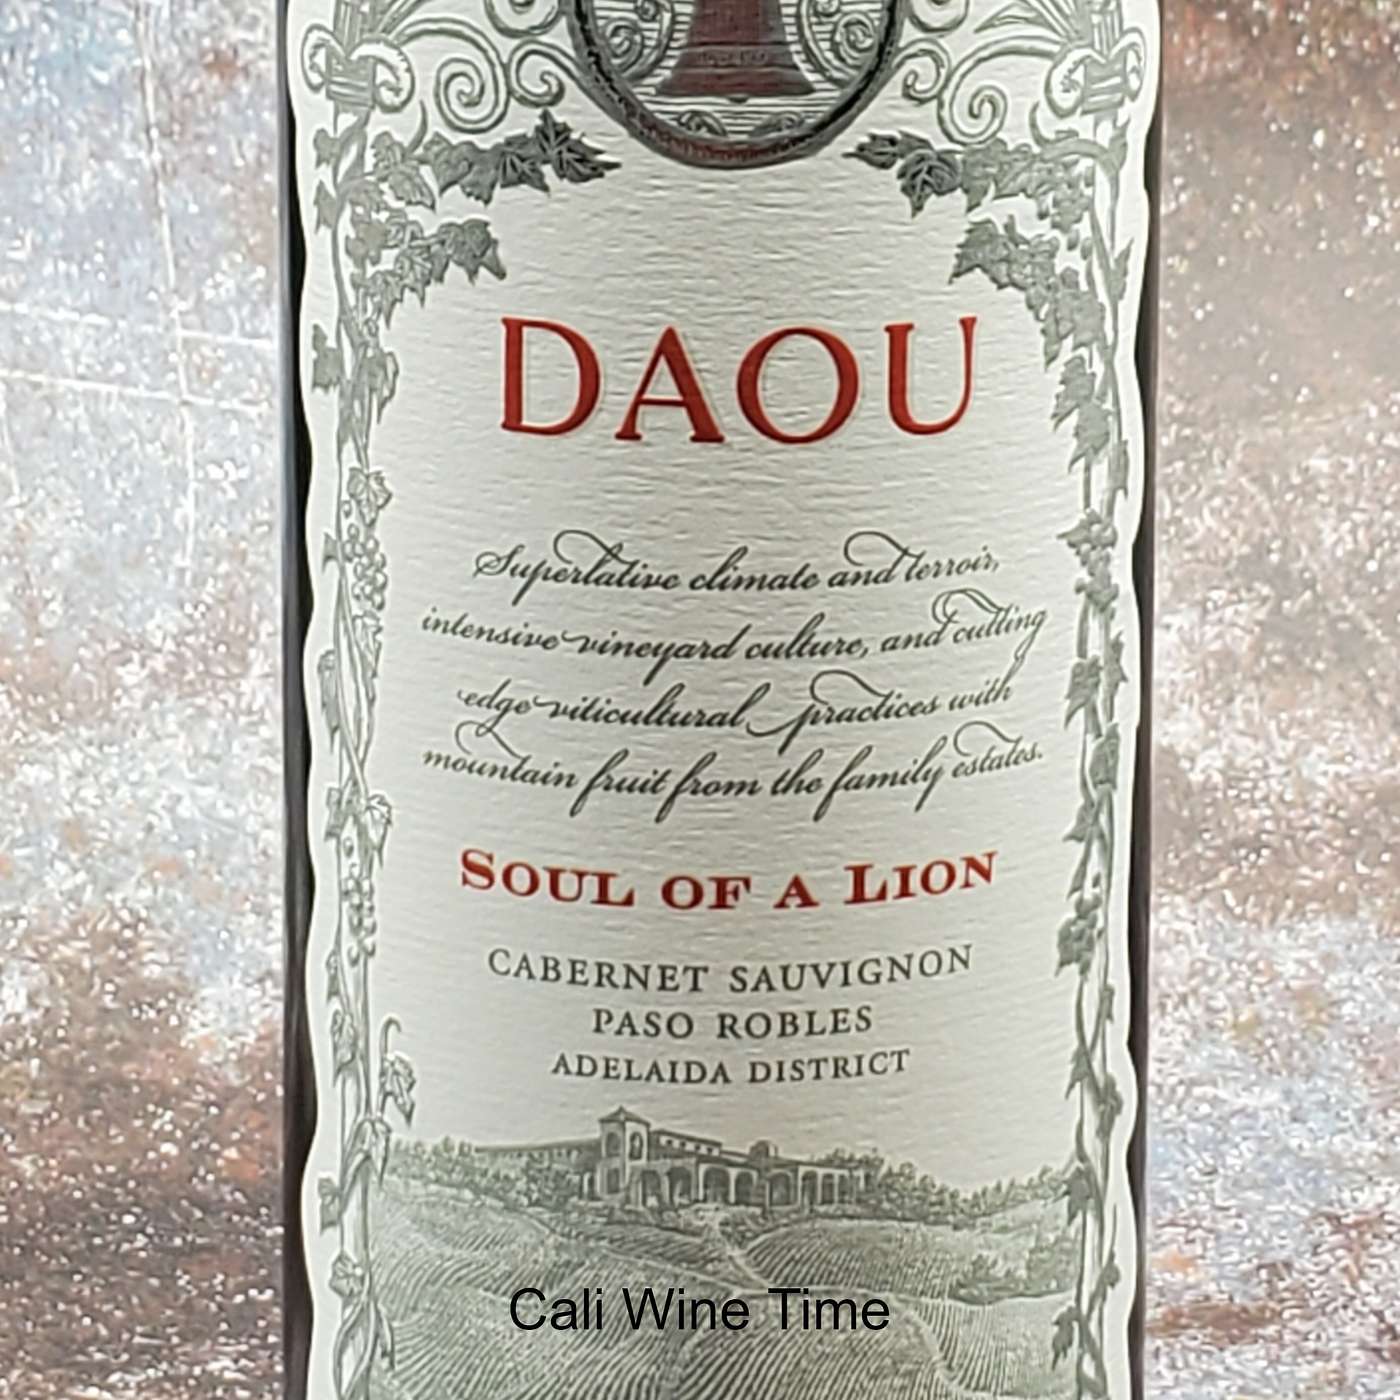 DAOU
Superlative climate and terroir,
intensive vineyard culture, and cutting
edge viticultural practices with
mountain fruit from the family estates.
SOUL OF A LION
CABERNET SAUVIGNON
PASO ROBLES
ADELAIDA DISTRICT
Cali Wine Time